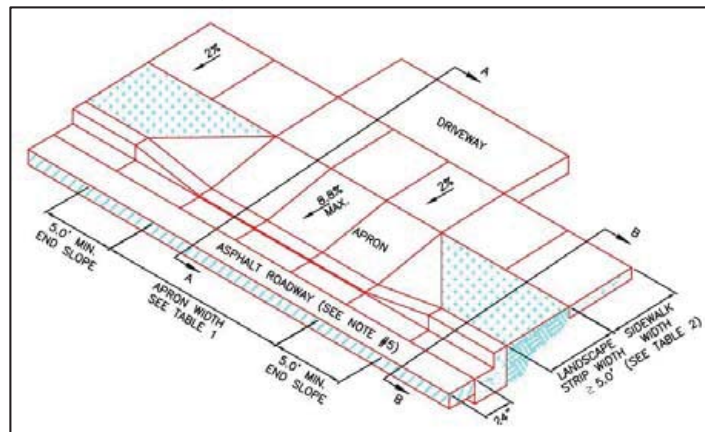 2%
A
DRIVEWAY
8.8%
MAX.
2%
B
APRON
5.0' MIN.
END SLOPE
A
ASPHALT ROADWAY (SEE NOTE #5)
APRON WIDTH
SEE TABLE 1
5.0' MIN.
END SLOPE
B
24"
LANDSCAPE SIDEWALK
STRIP WIDTH WIDTH
≥ 5.0' (SEE TABLE 2)